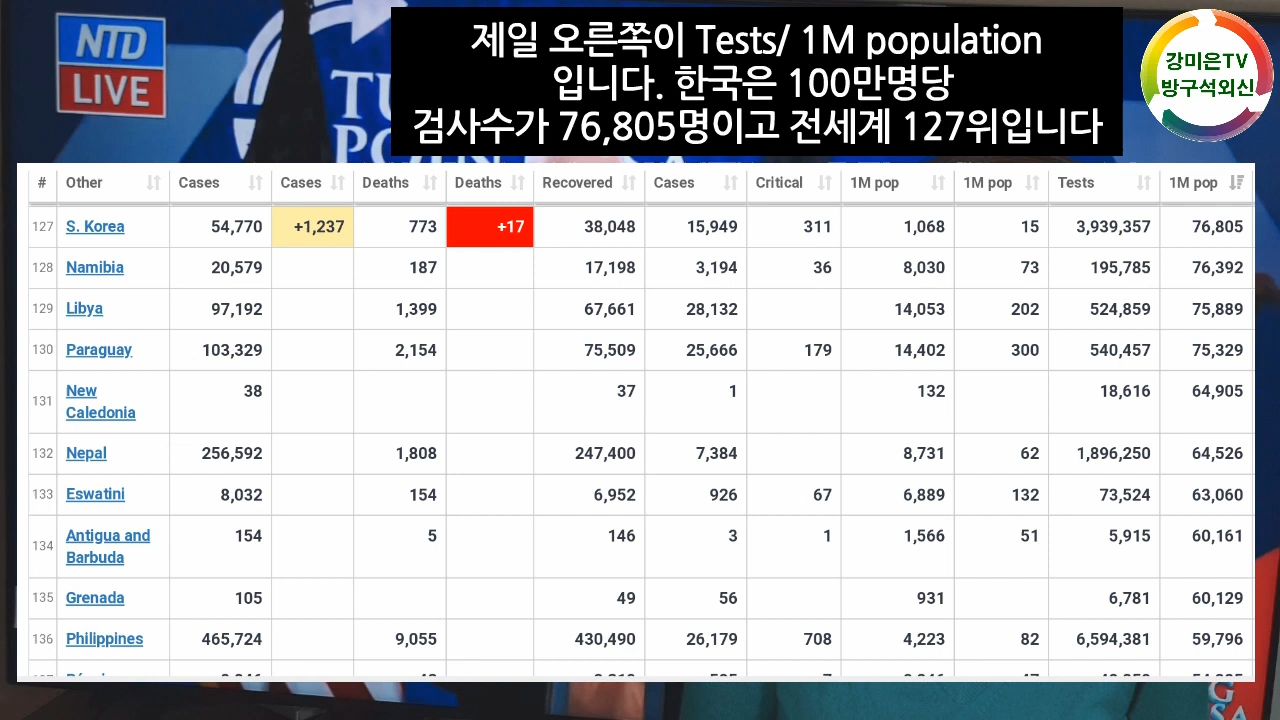 NTD
LIVE
TU
POIN
제일 오른쪽이 Tests/ 1M population
입니다. 한국은 100만명당
검사수가 76,805명이고 전세계 127위입니다
강미은TV
방구석외신
# Other Cases Cases Deaths Deaths Recovered Cases Critical 1M pop 1M pop Tests 1M pop
127 S. Korea 54,770 +1,237 773 +17 38,048 15,949 311 1,068 15 3,939,357 76,805
128 Namibia 20,579 187 17,198 3,194 36 8,030 73 195,785 76,392
129 Libya 97,192 1,399 67,661 28,132 14,053 202 524,859 75,889
130 Paraguay 103,329 2,154 75,509 25,666 179 14,402 300 540,457 75,329
131 New Caledonia 38 37 1 132 18,616 64,905
132 Nepal 256,592 1,808 247,400 7,384 8,731 62 1,896,250 64,526
133 Eswatini 8,032 154 6,952 926 67 6,889 132 73,524 63,060
134 Antigua and Barbuda 154 5 146 3 1 1,566 51 5,915 60,161
135 Grenada 105 49 56 931 6,781 60,129
136 Philippines 465,724 9,055 430,490 26,179 708 4,223 82 6,594,381 59,796